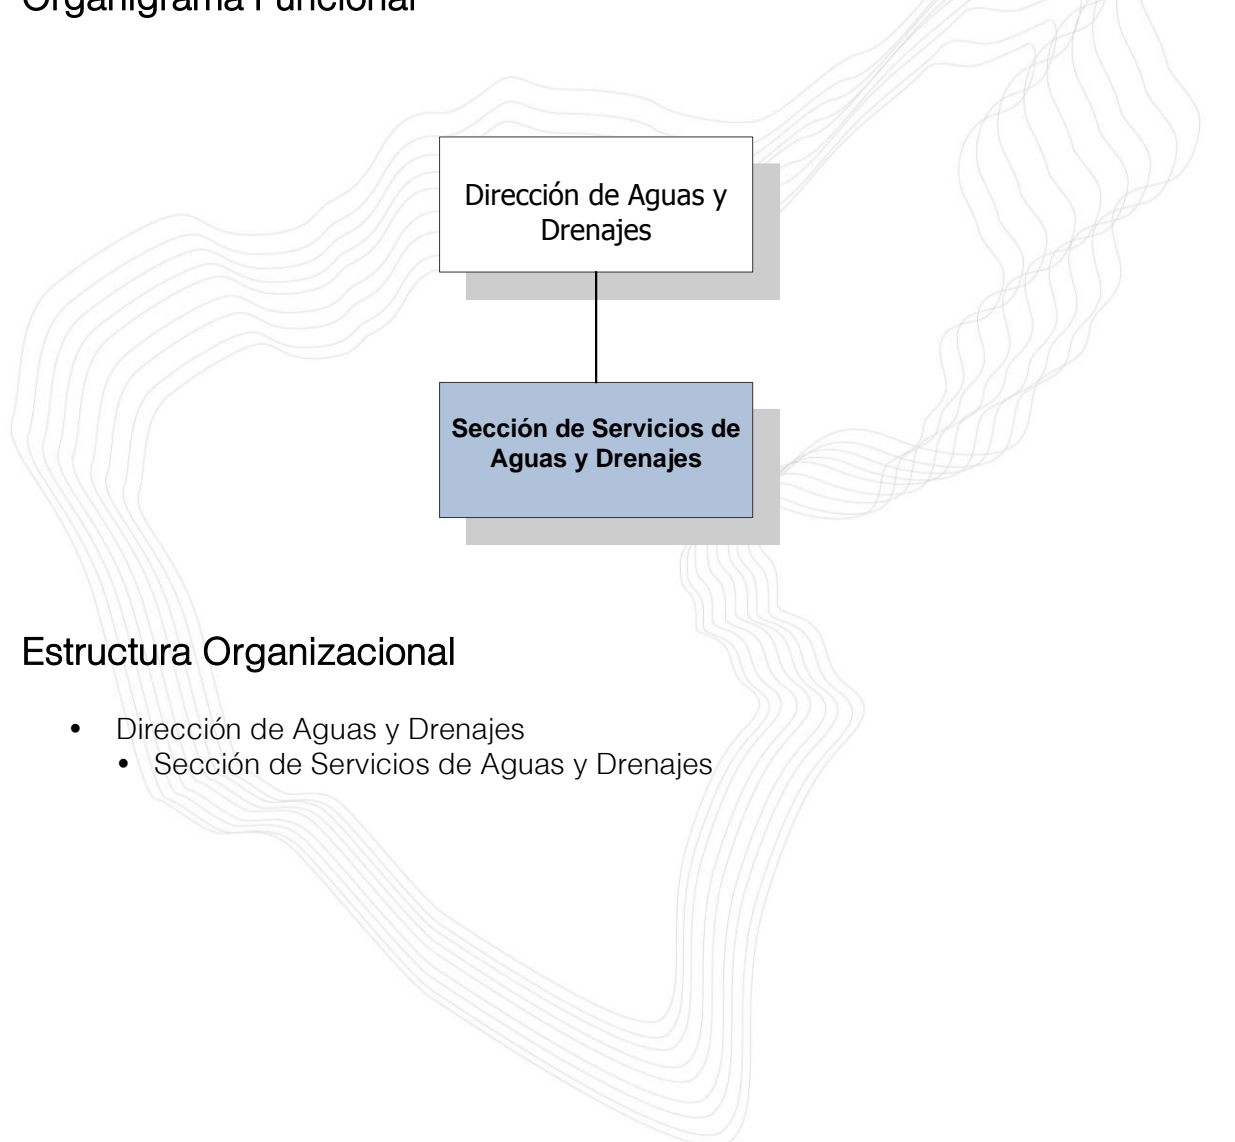 Organigrama Funcional
Dirección de Aguas y
Drenajes
Sección de Servicios de
Aguas y Drenajes
Estructura Organizacional
• Dirección de Aguas y Drenajes
• Sección de Servicios de Aguas y Drenajes